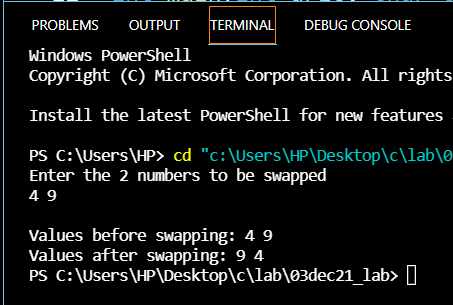 PROBLEMS OUTPUT TERMINAL DEBUG CONSOLE
Windows PowerShell
Copyright (C) Microsoft Corporation. All rights
Install the latest PowerShell for new features
PS C:\Users\HP> cd "c:\Users\HP\Desktop\c\lab\0
Enter the 2 numbers to be swapped
4 9
Values before swapping: 4 9
Values after swapping: 9 4
PS C:\Users\HP\Desktop\c\lab\03dec21_lab>